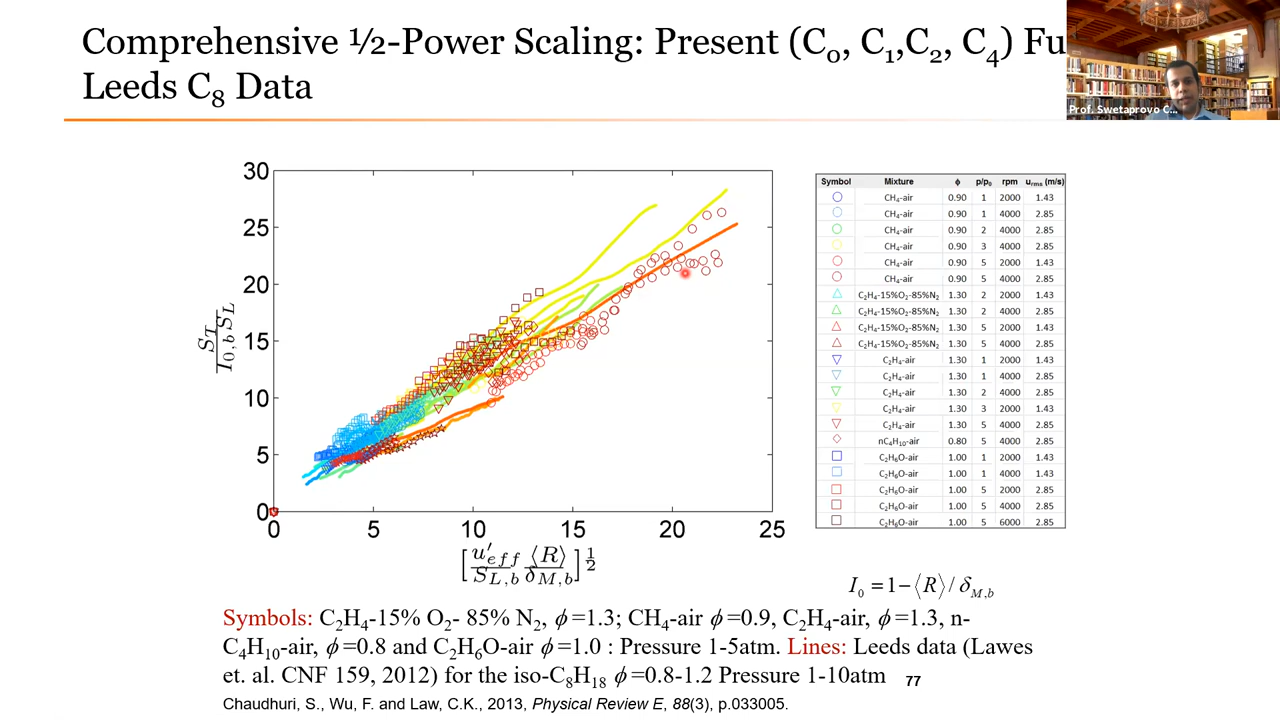 Comprehensive ½-Power Scaling: Present (C₀, C₁,C₂, C₄) Fu
Leeds C₈ Data
Prof. Swetaprovo C...
30
25
20
15
10
5
0
0 5 10 15 20 25
S_T / I_{0,b} S_L
[ u'_{eff} / S_{L,b} ⟨R⟩ / δ_{M,b} ]^{1/2}
Symbol Mixture ϕ p/p₀ rpm u_rms (m/s)
CH₄-air 0.90 1 2000 1.43
CH₄-air 0.90 1 4000 2.85
CH₄-air 0.90 2 4000 2.85
CH₄-air 0.90 3 4000 2.85
CH₄-air 0.90 5 2000 1.43
CH₄-air 0.90 5 4000 2.85
C₂H₄-15%O₂-85%N₂ 1.30 2 2000 1.43
C₂H₄-15%O₂-85%N₂ 1.30 2 4000 2.85
C₂H₄-15%O₂-85%N₂ 1.30 5 2000 1.43
C₂H₄-15%O₂-85%N₂ 1.30 5 4000 2.85
C₂H₄-air 1.30 1 2000 1.43
C₂H₄-air 1.30 1 4000 2.85
C₂H₄-air 1.30 2 4000 2.85
C₂H₄-air 1.30 3 2000 1.43
C₂H₄-air 1.30 5 4000 2.85
nC₄H₁₀-air 0.80 5 4000 2.85
C₂H₆O-air 1.00 1 2000 1.43
C₂H₆O-air 1.00 1 4000 1.43
C₂H₆O-air 1.00 5 2000 2.85
C₂H₆O-air 1.00 5 4000 2.85
C₂H₆O-air 1.00 5 6000 2.85
I₀ = 1 − ⟨R⟩ / δ_{M,b}
Symbols: C₂H₄-15% O₂- 85% N₂, ϕ=1.3; CH₄-air ϕ=0.9, C₂H₄-air, ϕ=1.3, n-
C₄H₁₀-air, ϕ=0.8 and C₂H₆O-air ϕ=1.0 : Pressure 1-5atm. Lines: Leeds data (Lawes
et. al. CNF 159, 2012) for the iso-C₈H₁₈ ϕ=0.8-1.2 Pressure 1-10atm
77
Chaudhuri, S., Wu, F. and Law, C.K., 2013, Physical Review E, 88(3), p.033005.